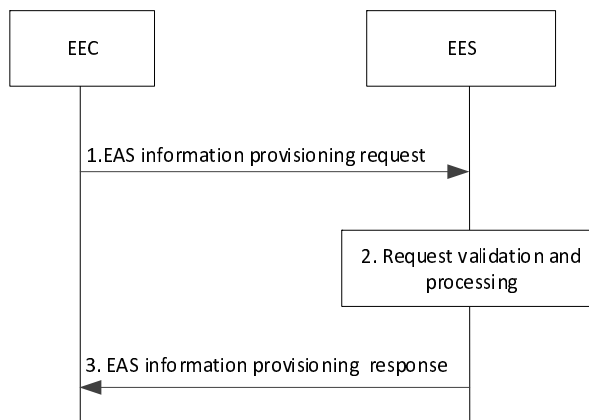 EEC
EES
1.EAS information provisioning request
2. Request validation and
processing
3. EAS information provisioning response